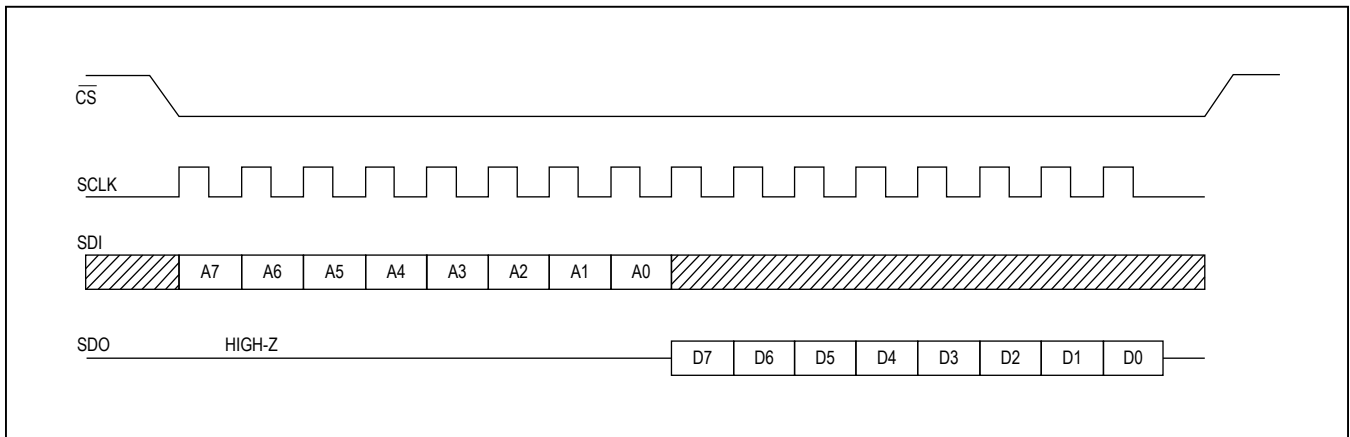 C̅S̅
SCLK
SDI
A7 A6 A5 A4 A3 A2 A1 A0
SDO HIGH-Z
D7 D6 D5 D4 D3 D2 D1 D0